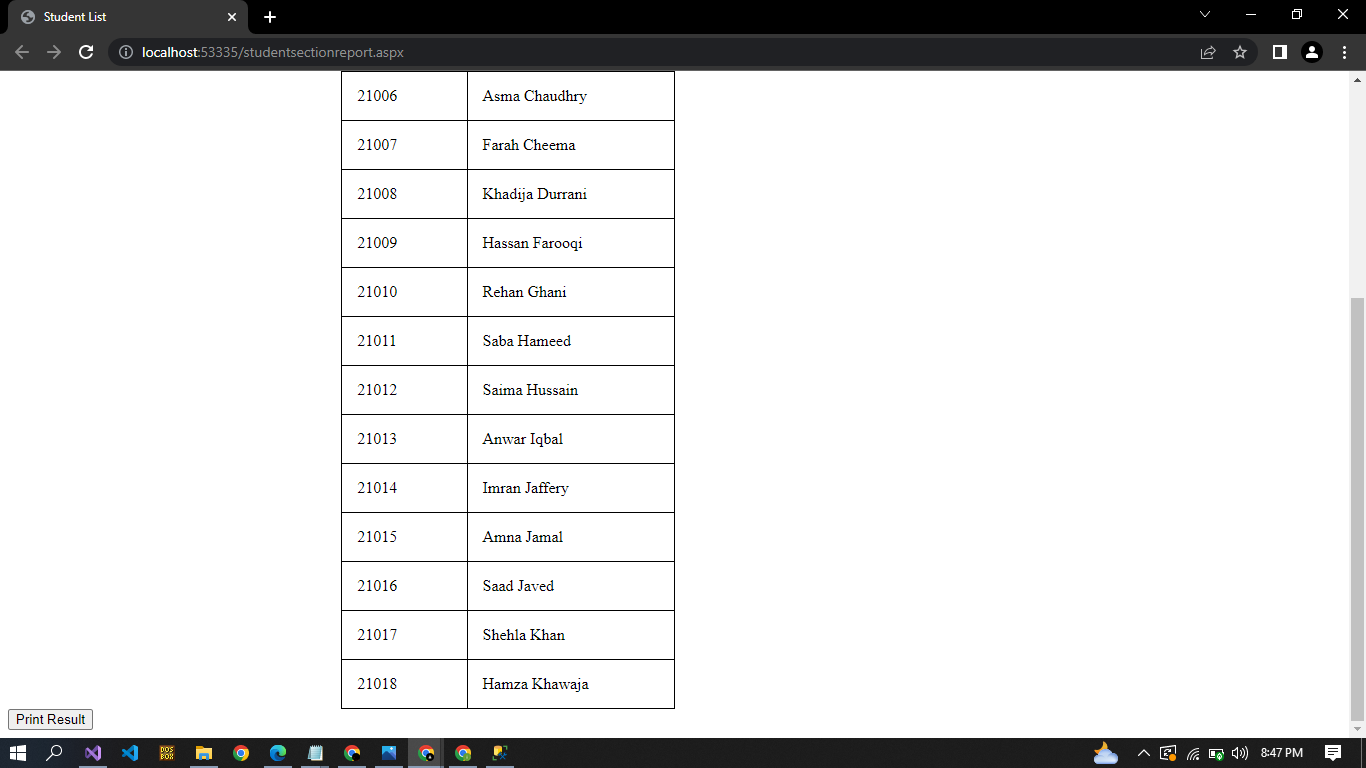 Student List
localhost:53335/studentsectionreport.aspx
21006 Asma Chaudhry
21007 Farah Cheema
21008 Khadija Durrani
21009 Hassan Farooqi
21010 Rehan Ghani
21011 Saba Hameed
21012 Saima Hussain
21013 Anwar Iqbal
21014 Imran Jaffery
21015 Amna Jamal
21016 Saad Javed
21017 Shehla Khan
21018 Hamza Khawaja
Print Result
DOS
BOX
8:47 PM